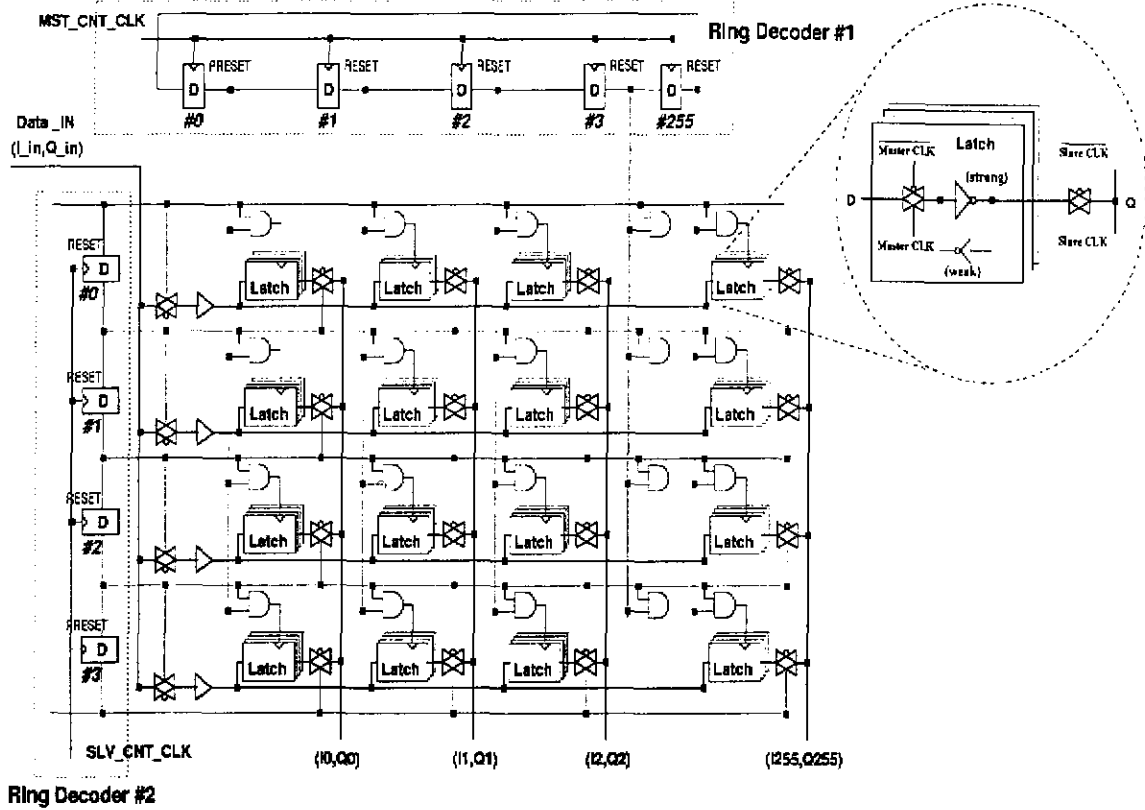 MST_CNT_CLK
Ring Decoder #1
PRESET RESET RESET RESET RESET
D D D D D
#0 #1 #2 #3 #255
Data_IN
(I_in,Q_in)
Master CLK Latch Slave CLK
(strong)
D Q
Master CLK Slave CLK
(weak)
RESET
D
#0
Latch Latch Latch Latch
RESET
D
#1
Latch Latch Latch Latch
RESET
D
#2
Latch Latch Latch Latch
PRESET
D
#3
Latch Latch Latch Latch
SLV_CNT_CLK
(I0,Q0) (I1,Q1) (I2,Q2) (I255,Q255)
Ring Decoder #2